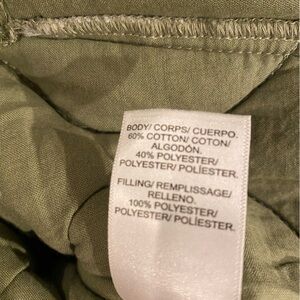 BODY/ CORPS/ CUERPO.
60% COTTON/ COTON/
ALGODÓN.
40% POLYESTER/
POLYESTER/ POLIÉSTER.
FILLING/ REMPLISSAGE/
RELLENO.
100% POLYESTER/
POLYESTER/ POLIÉSTER.